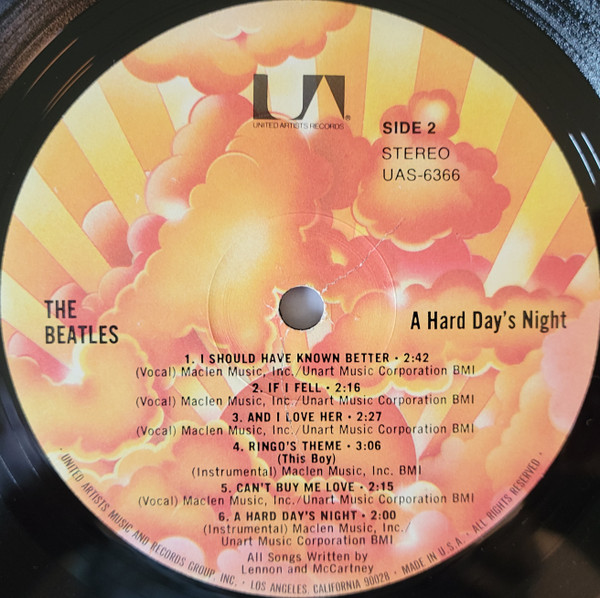 UA®
UNITED ARTISTS RECORDS
SIDE 2
STEREO
UAS-6366
THE
BEATLES
A Hard Day's Night
1. I SHOULD HAVE KNOWN BETTER • 2:42
(Vocal) Maclen Music, Inc./Unart Music Corporation BMI
2. IF I FELL • 2:16
(Vocal) Maclen Music, Inc./Unart Music Corporation BMI
3. AND I LOVE HER • 2:27
(Vocal) Maclen Music, Inc./Unart Music Corporation BMI
4. RINGO'S THEME • 3:06
(This Boy)
(Instrumental) Maclen Music, Inc. BMI
5. CAN'T BUY ME LOVE • 2:15
(Vocal) Maclen Music, Inc./Unart Music Corporation BMI
6. A HARD DAY'S NIGHT • 2:00
(Instrumental) Maclen Music, Inc./
Unart Music Corporation BMI
All Songs Written by
Lennon and McCartney
• UNITED ARTISTS MUSIC AND RECORDS GROUP, INC. • LOS ANGELES, CALIFORNIA 90028 • MADE IN U.S.A. • ALL RIGHTS RESERVED •